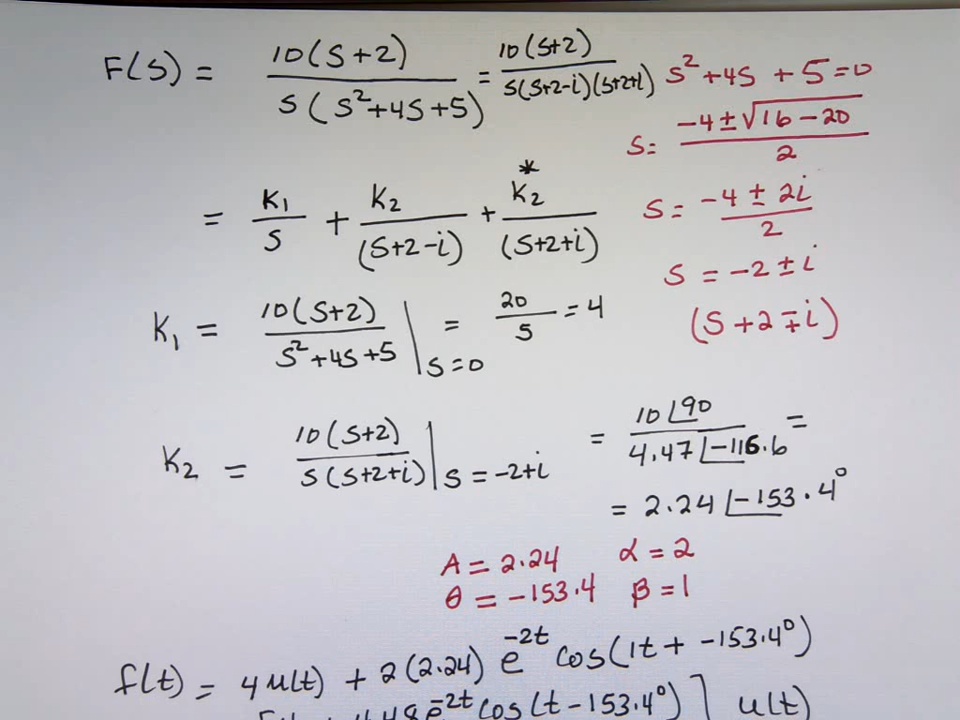 F(s) = 10(s+2) / s(s²+4s+5) = 10(s+2) / s(s+2-i)(s+2+i)
s²+4s+5=0
s= -4±√16-20 / 2
= K₁/s + K₂/(s+2-i) + K₂*/(s+2+i)
s= -4±2i / 2
s = -2±i
(s+2∓i)
K₁ = 10(s+2) / s²+4s+5 |s=0 = 20/5 = 4
K₂ = 10(s+2) / s(s+2+i) |s=-2+i = 10∠90 / 4.47∠-116.6 =
= 2.24∠-153.4°
A = 2.24 α = 2
θ = -153.4 β = 1
f(t) = 4u(t) + 2(2.24) e^-2t cos(1t + -153.4°)
e^-2t cos(t-153.4°)] u(t)